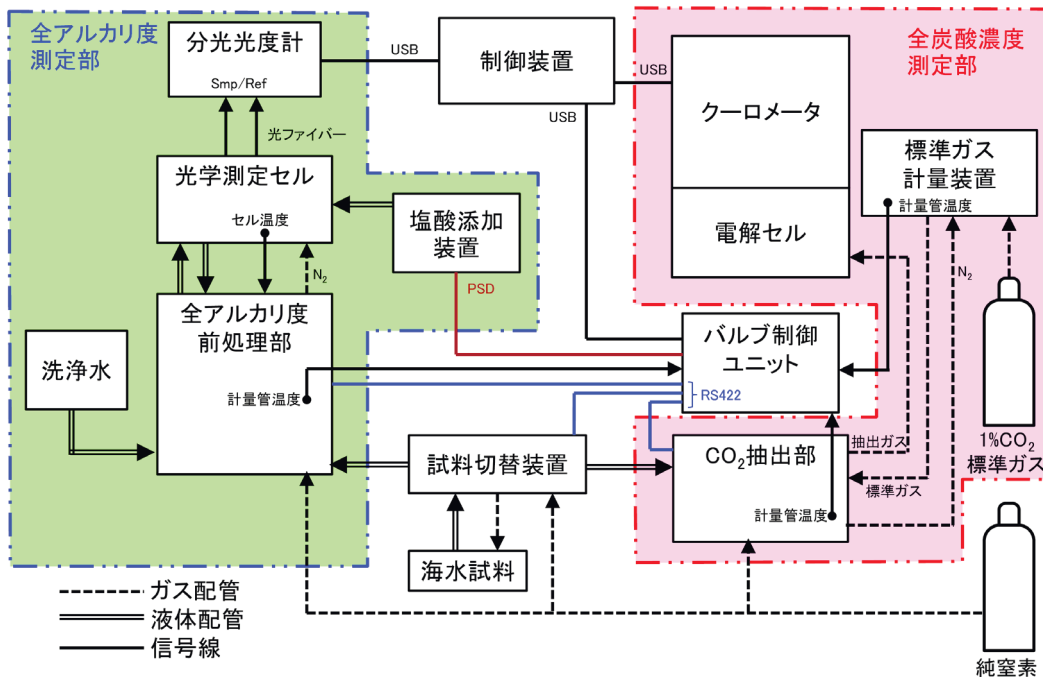 全アルカリ度
測定部
分光光度計
Smp/Ref
USB
制御装置
USB
USB
全炭酸濃度
測定部
クーロメータ
電解セル
標準ガス
計量装置
計量管温度
光ファイバー
光学測定セル
セル温度
塩酸添加
装置
PSD
N₂
N₂
全アルカリ度
前処理部
計量管温度
洗浄水
バルブ制御
ユニット
RS422
試料切替装置
海水試料
CO₂抽出部
計量管温度
抽出ガス
標準ガス
1%CO₂
標準ガス
純窒素
ガス配管
液体配管
信号線